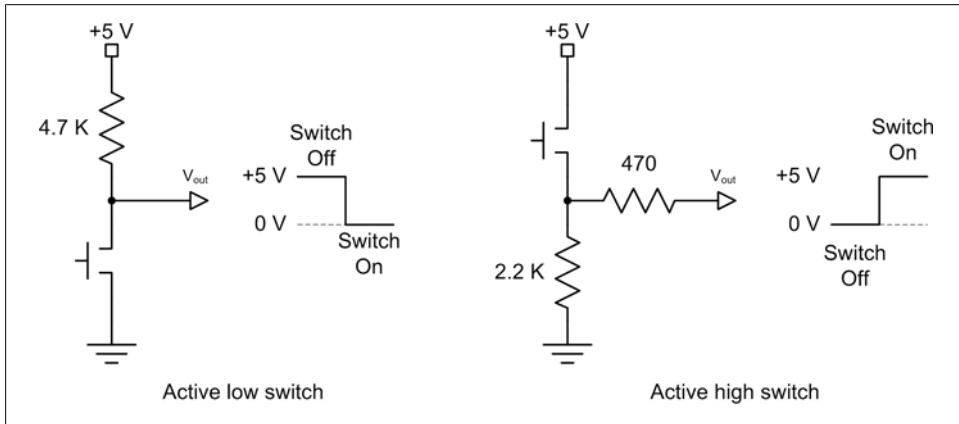 +5 V
4.7 K
Vout
Switch
Off
+5 V
0 V
Switch
On
Active low switch
+5 V
470
Vout
2.2 K
Switch
On
+5 V
0 V
Switch
Off
Active high switch